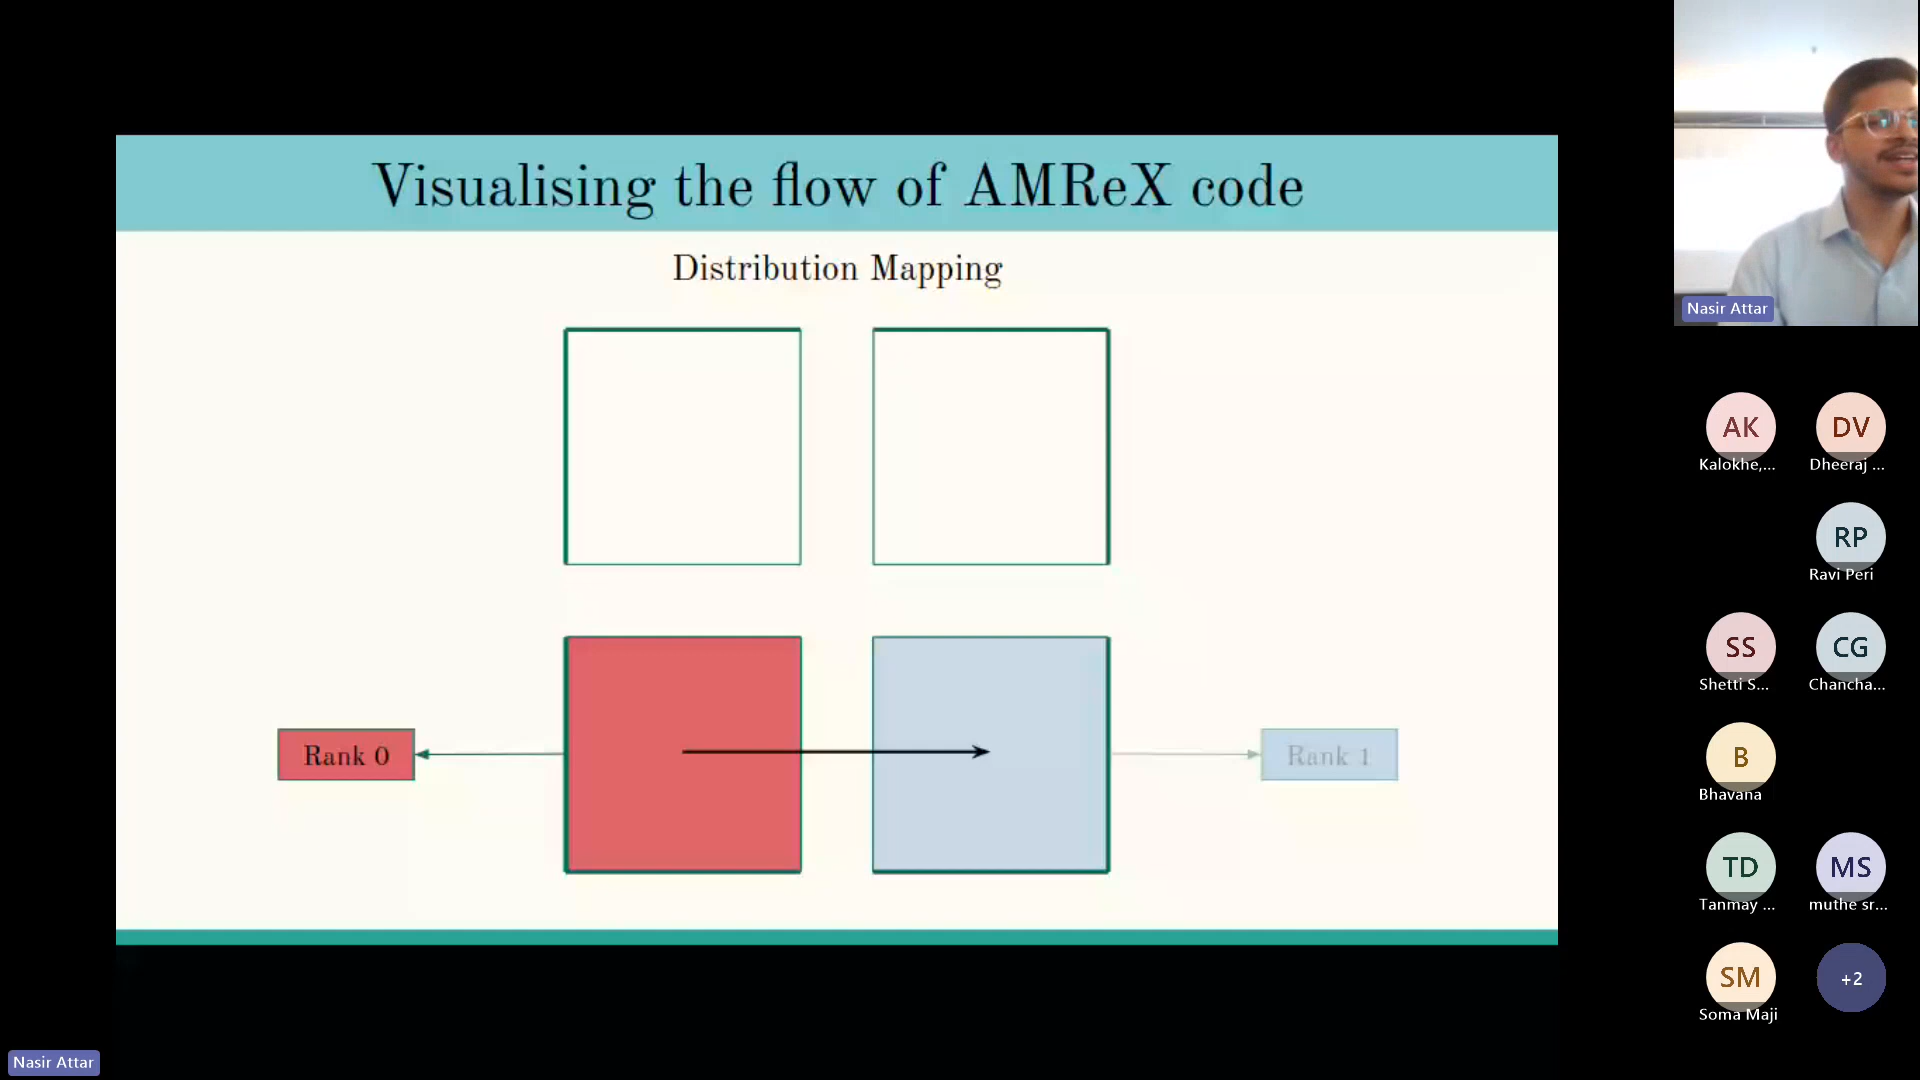 Visualising the flow of AMReX code
Distribution Mapping
Rank 0
Rank 1
Nasir Attar
AK
Kalokhe,...
DV
Dheeraj ...
RP
Ravi Peri
SS
Shetti S...
CG
Chancha...
B
Bhavana
TD
Tanmay ...
MS
muthe sr...
SM
Soma Maji
+2
Nasir Attar